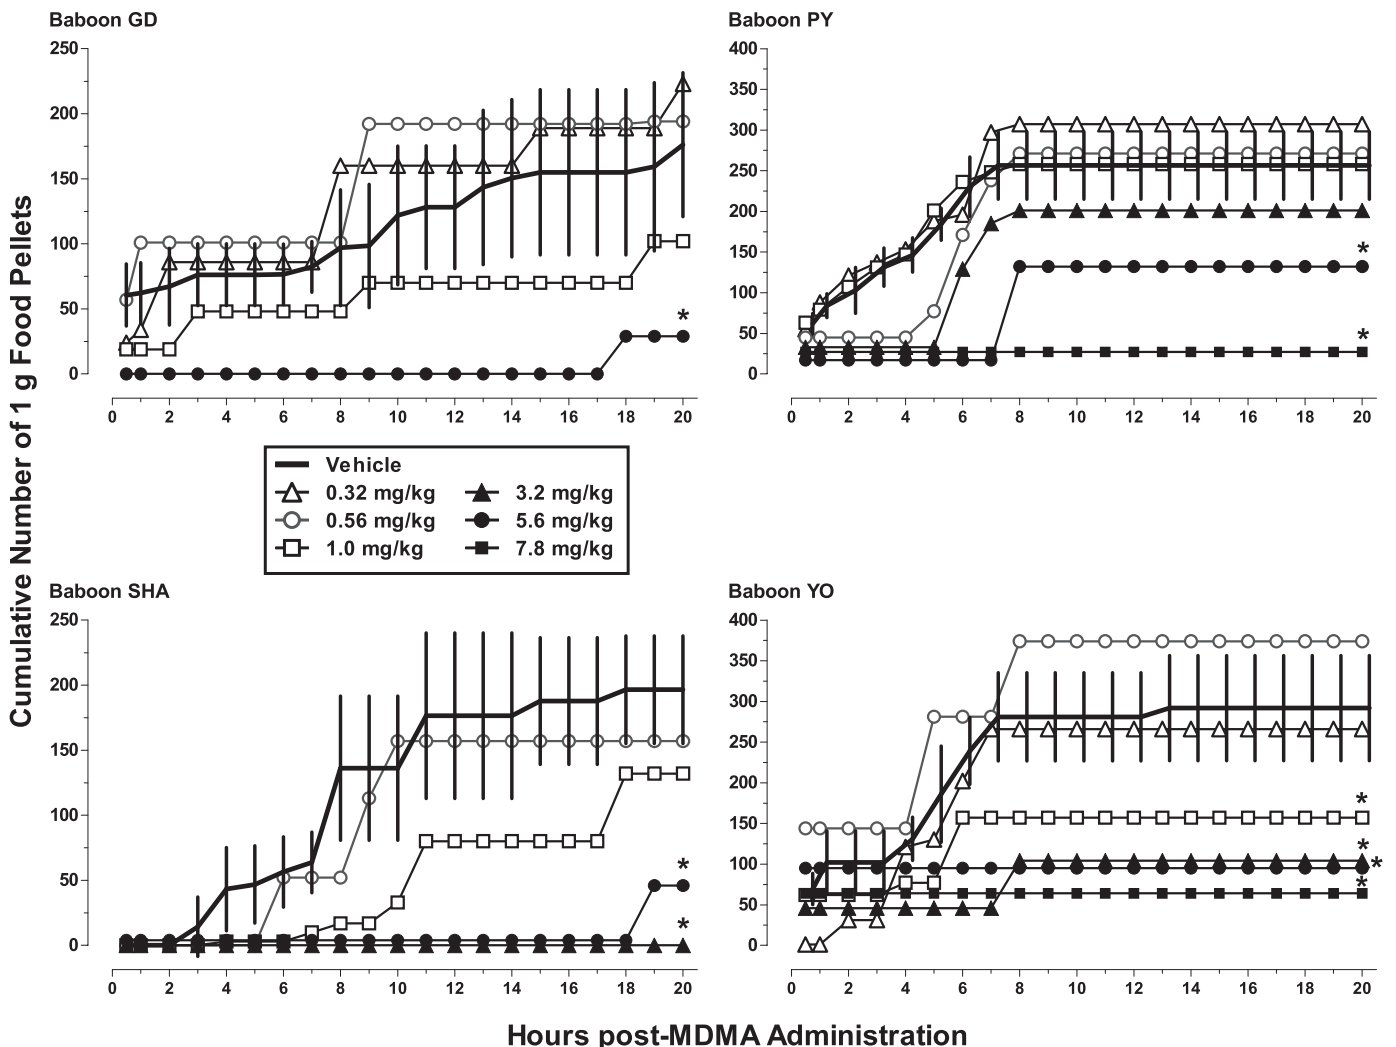 Baboon GD
250
200
150
100
50
0
*
0 2 4 6 8 10 12 14 16 18 20
Baboon PY
400
350
300
250
200
150
100
50
0
*
*
0 2 4 6 8 10 12 14 16 18 20
Cumulative Number of 1 g Food Pellets
Vehicle
0.32 mg/kg 3.2 mg/kg
0.56 mg/kg 5.6 mg/kg
1.0 mg/kg 7.8 mg/kg
Baboon SHA
250
200
150
100
50
0
*
*
0 2 4 6 8 10 12 14 16 18 20
Baboon YO
400
350
300
250
200
150
100
50
0
*
*
*
*
0 2 4 6 8 10 12 14 16 18 20
Hours post-MDMA Administration